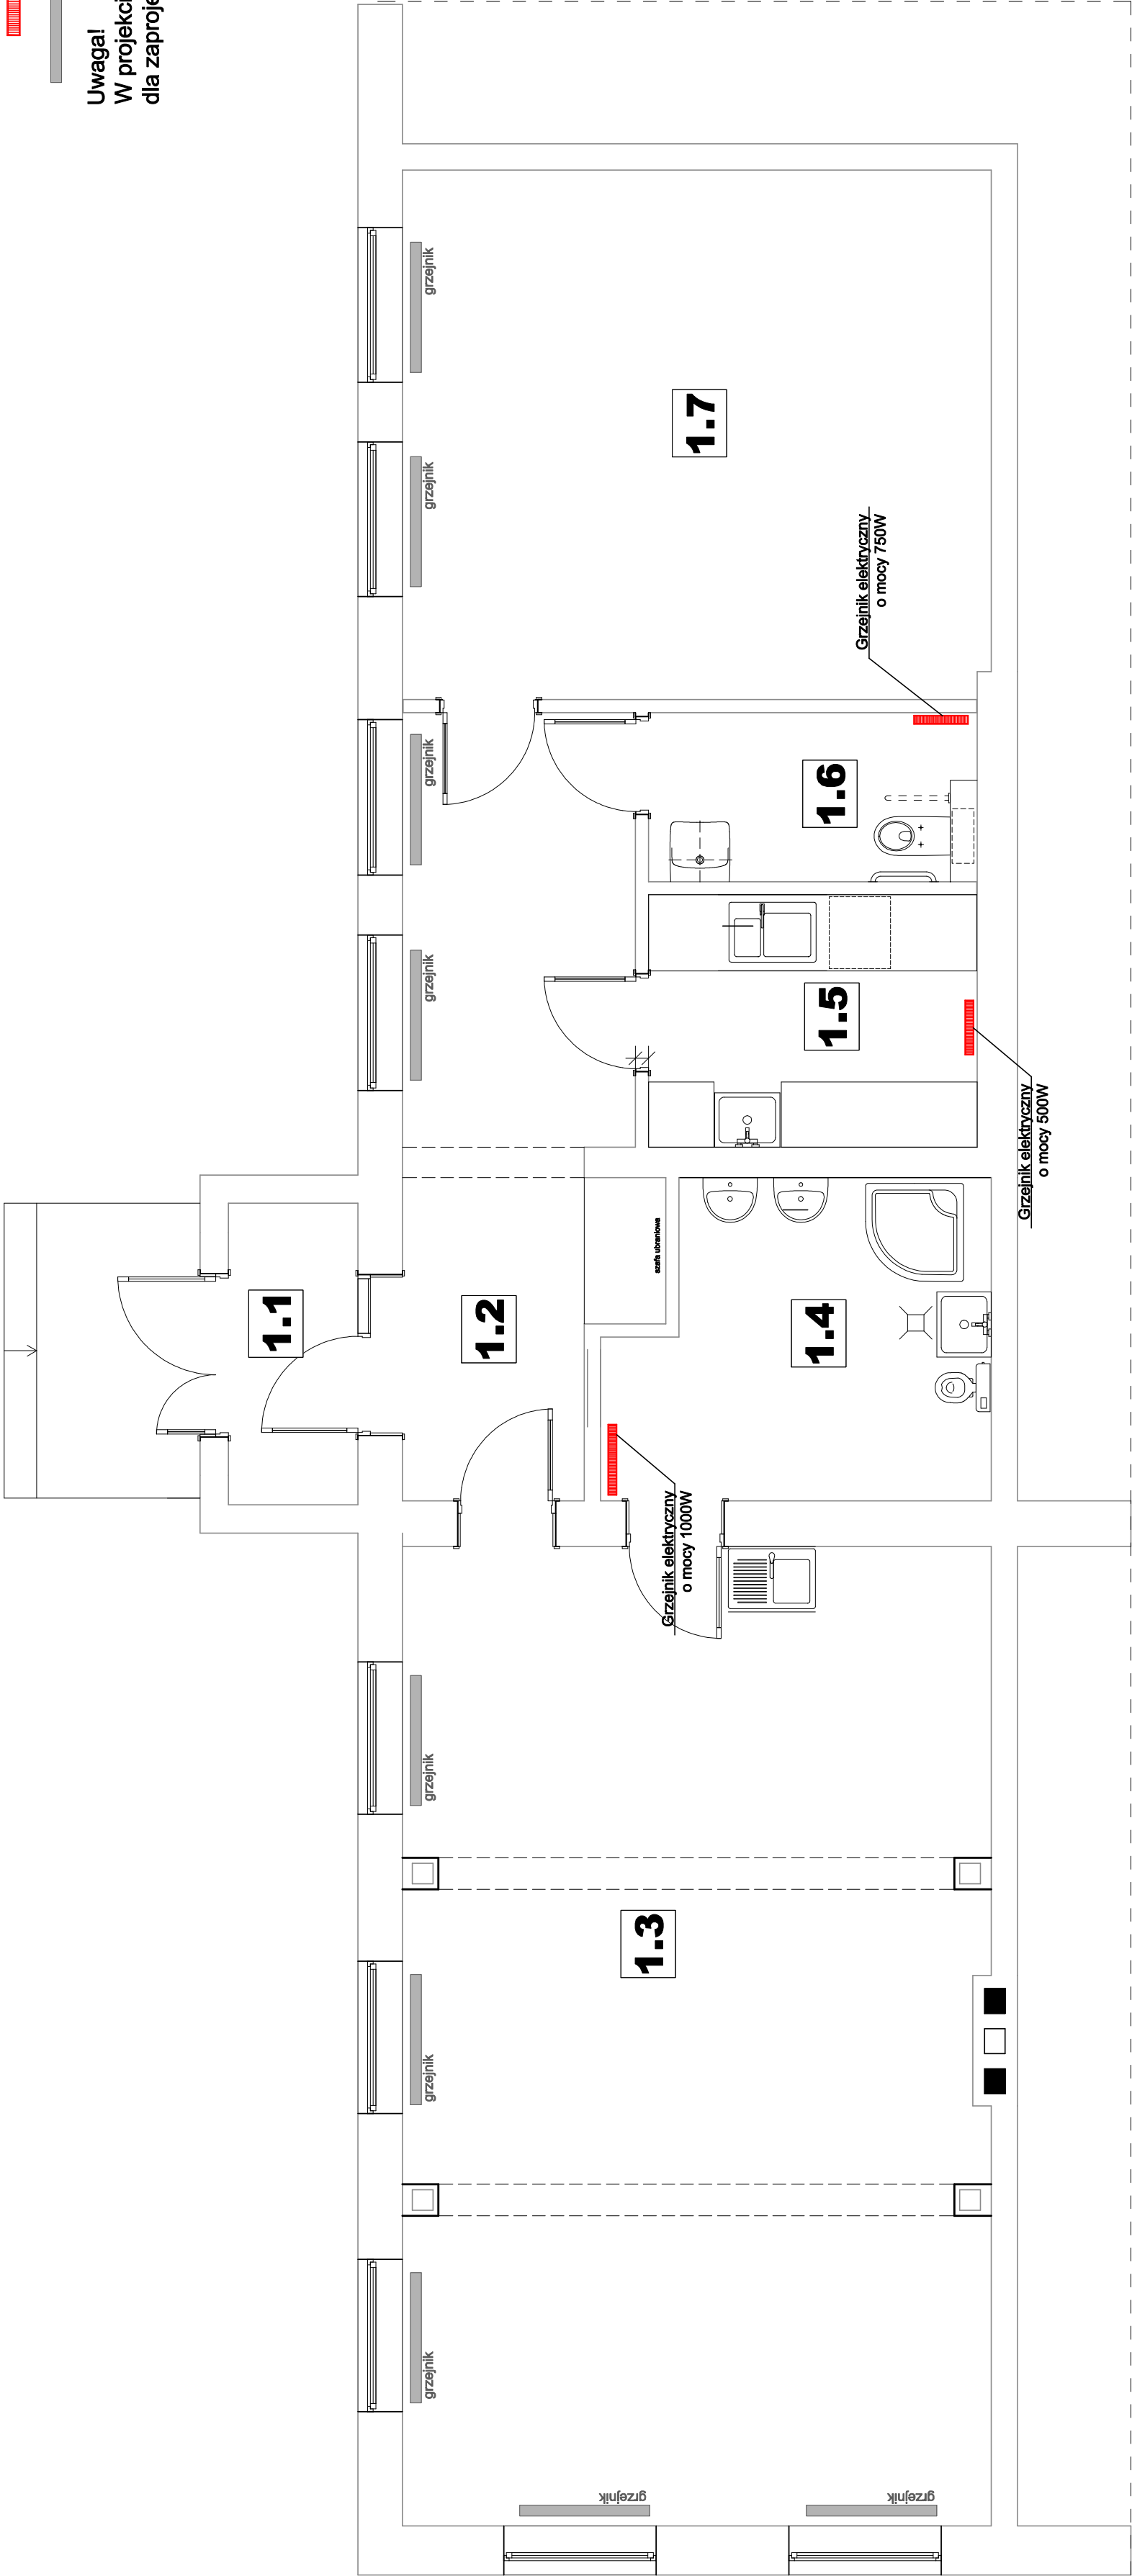 Uwaga!
W projekci
dla zaproje
grzejnik
grzejnik
grzejnik
grzejnik
1.7
Grzejnik elektryczny
o mocy 750W
1.6
1.5
Grzejnik elektryczny
o mocy 500W
szafa ubraniowa
1.1
1.2
1.4
Grzejnik elektryczny
o mocy 1000W
grzejnik
1.3
grzejnik
grzejnik
grzejnik
grzejnik